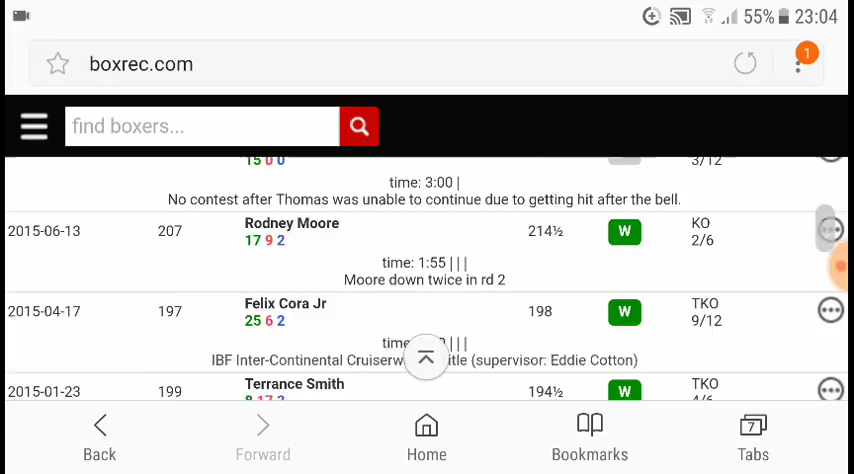 55% 23:04
boxrec.com
1
find boxers...
15 0 0 3/12
time: 3:00 |
No contest after Thomas was unable to continue due to getting hit after the bell.
2015-06-13 207 Rodney Moore 214½ W KO
17 9 2 2/6
time: 1:55 | | |
Moore down twice in rd 2
2015-04-17 197 Felix Cora Jr 198 W TKO
25 6 2 9/12
time: | | |
IBF Inter-Continental Cruiserw tle (supervisor: Eddie Cotton)
2015-01-23 199 Terrance Smith 194½ W TKO
8 17 2 4/6
Back Forward Home Bookmarks 7 Tabs